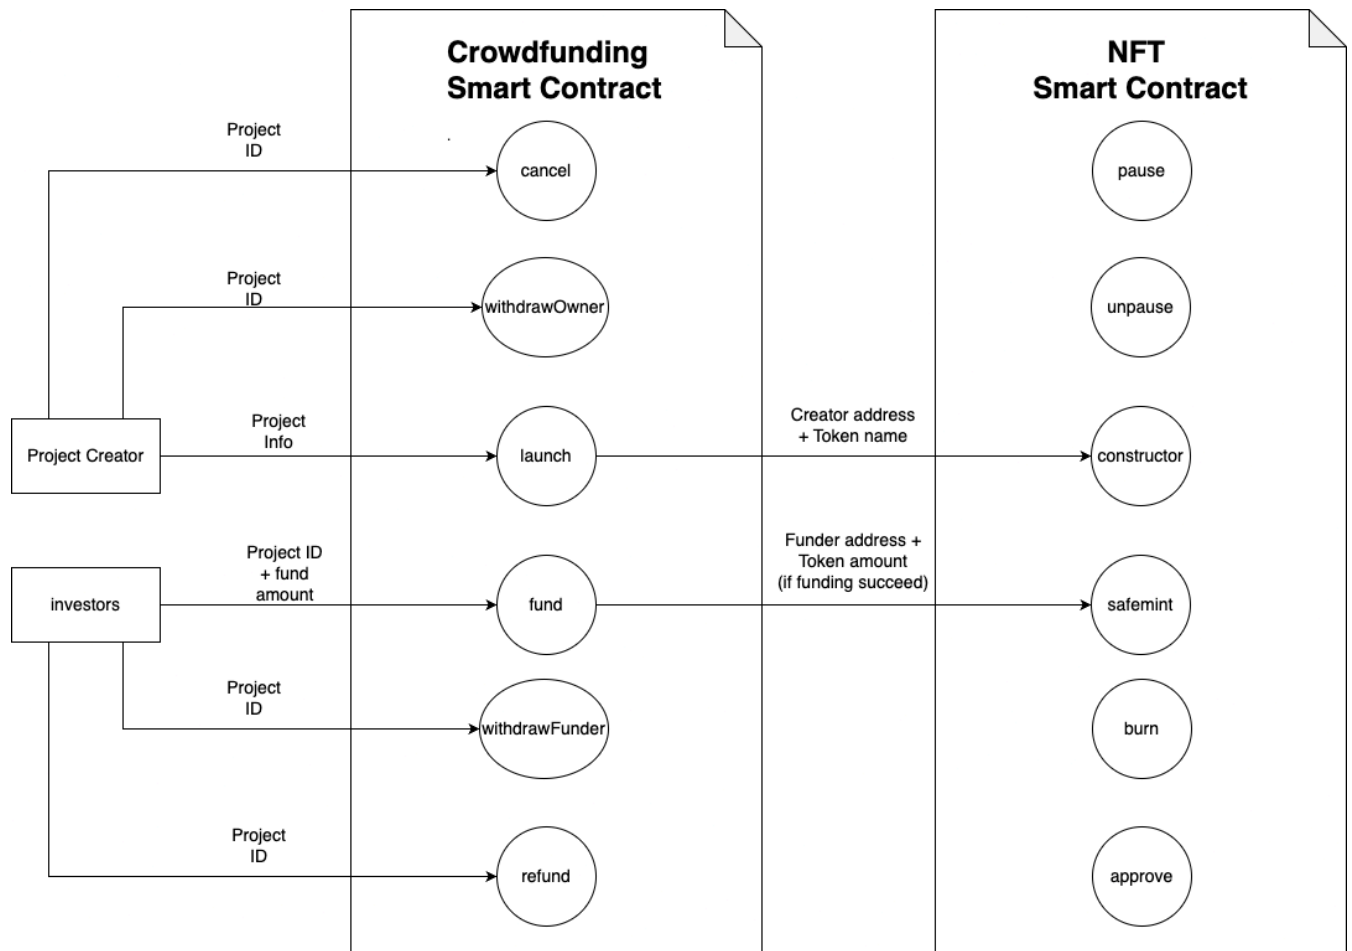 Crowdfunding
Smart Contract
NFT
Smart Contract
Project
ID
cancel
pause
Project
ID
withdrawOwner
unpause
Project Creator
Project
Info
launch
Creator address
+ Token name
constructor
investors
Project ID
+ fund
amount
fund
Funder address +
Token amount
(if funding succeed)
safemint
Project
ID
withdrawFunder
burn
Project
ID
refund
approve